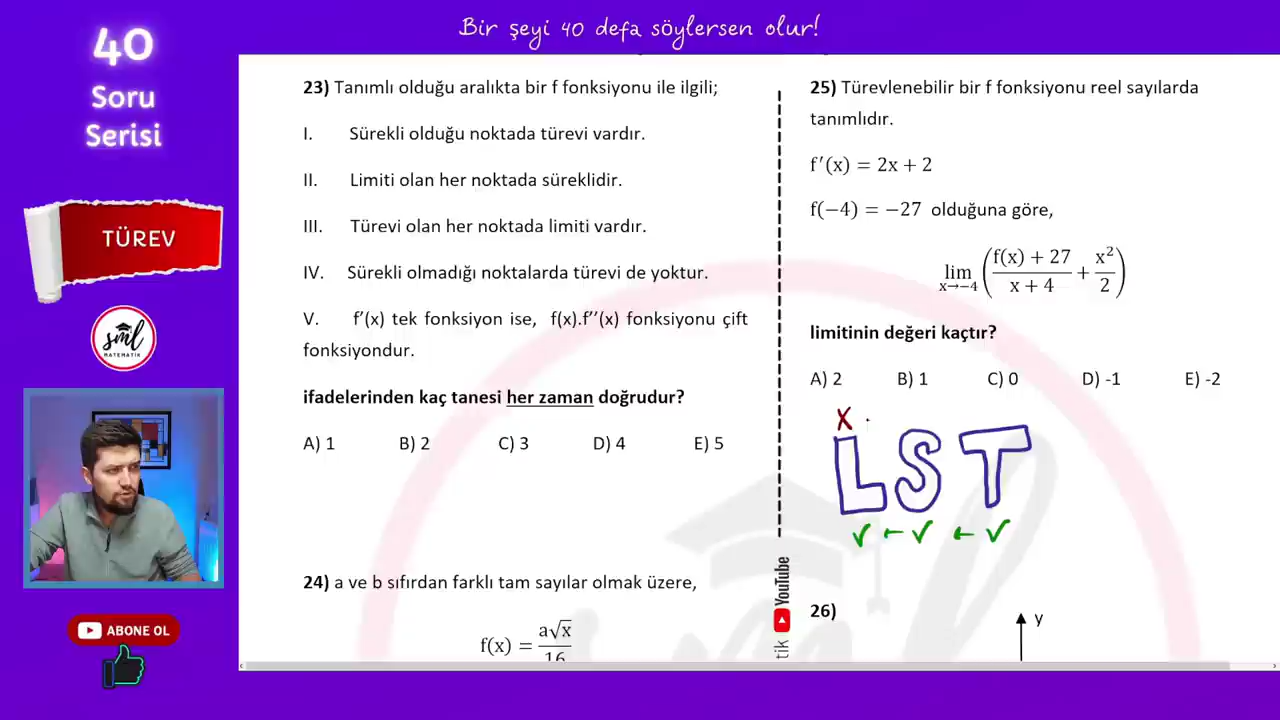 Bir şeyi 40 defa söylersen olur!
40
Soru
Serisi
TÜREV
sml
MATEMATİK
ABONE OL
23) Tanımlı olduğu aralıkta bir f fonksiyonu ile ilgili;
I. Sürekli olduğu noktada türevi vardır.
II. Limiti olan her noktada süreklidir.
III. Türevi olan her noktada limiti vardır.
IV. Sürekli olmadığı noktalarda türevi de yoktur.
V. f′(x) tek fonksiyon ise, f(x).f′′(x) fonksiyonu çift
fonksiyondur.
ifadelerinden kaç tanesi her zaman doğrudur?
A) 1 B) 2 C) 3 D) 4 E) 5
24) a ve b sıfırdan farklı tam sayılar olmak üzere,
f(x) = a√x / 16
tik YouTube
25) Türevlenebilir bir f fonksiyonu reel sayılarda
tanımlıdır.
f′(x) = 2x + 2
f(−4) = −27 olduğuna göre,
lim x→−4 ( (f(x) + 27)/(x + 4) + x²/2 )
limitinin değeri kaçtır?
A) 2 B) 1 C) 0 D) -1 E) -2
X
L S T
✓ ← ✓ ← ✓
26)
y